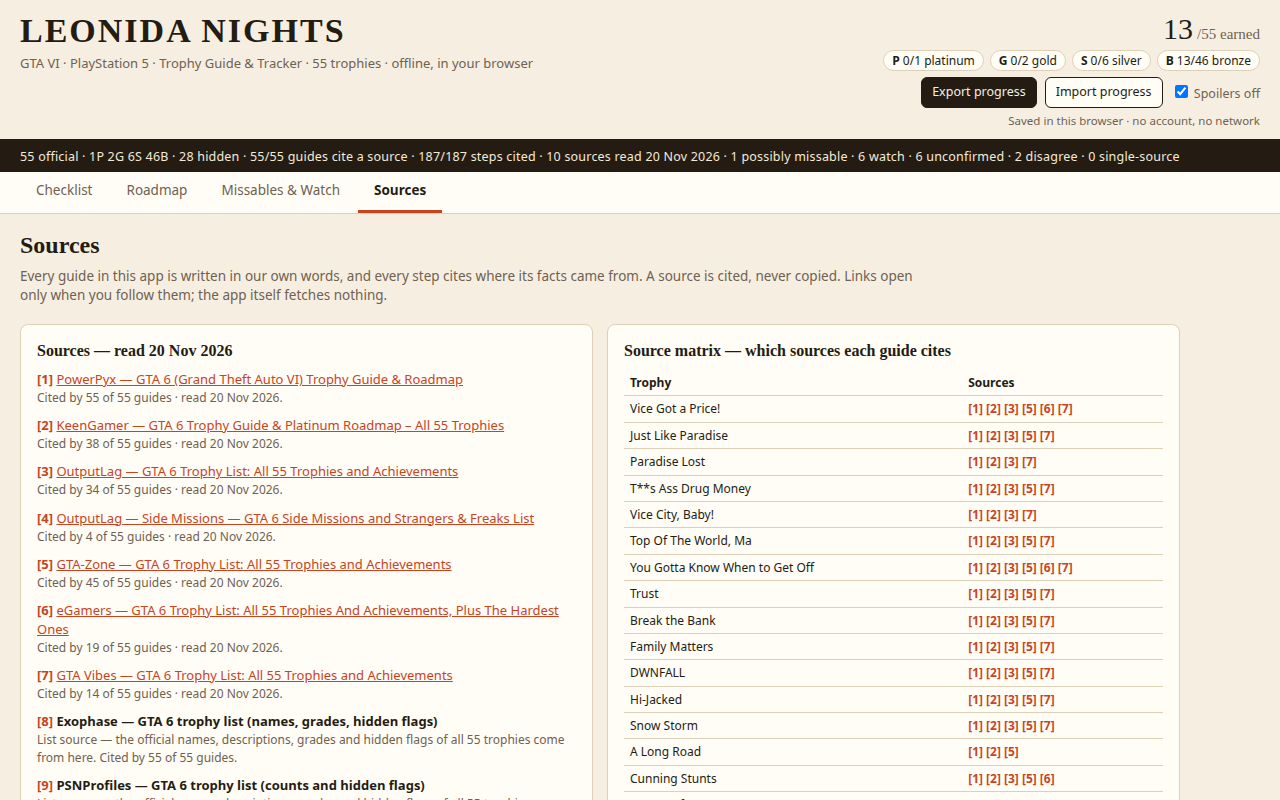 LEONIDA NIGHTS
GTA VI · PlayStation 5 · Trophy Guide & Tracker · 55 trophies · offline, in your browser
13 /55 earned
P 0/1 platinum
G 0/2 gold
S 0/6 silver
B 13/46 bronze
Export progress
Import progress
Spoilers off
Saved in this browser · no account, no network
55 official · 1P 2G 6S 46B · 28 hidden · 55/55 guides cite a source · 187/187 steps cited · 10 sources read 20 Nov 2026 · 1 possibly missable · 6 watch · 6 unconfirmed · 2 disagree · 0 single-source
Checklist
Roadmap
Missables & Watch
Sources
Sources
Every guide in this app is written in our own words, and every step cites where its facts came from. A source is cited, never copied. Links open
only when you follow them; the app itself fetches nothing.
Sources — read 20 Nov 2026
[1] PowerPyx — GTA 6 (Grand Theft Auto VI) Trophy Guide & Roadmap
Cited by 55 of 55 guides · read 20 Nov 2026.
[2] KeenGamer — GTA 6 Trophy Guide & Platinum Roadmap – All 55 Trophies
Cited by 38 of 55 guides · read 20 Nov 2026.
[3] OutputLag — GTA 6 Trophy List: All 55 Trophies and Achievements
Cited by 34 of 55 guides · read 20 Nov 2026.
[4] OutputLag — Side Missions — GTA 6 Side Missions and Strangers & Freaks List
Cited by 4 of 55 guides · read 20 Nov 2026.
[5] GTA-Zone — GTA 6 Trophy List: All 55 Trophies and Achievements
Cited by 45 of 55 guides · read 20 Nov 2026.
[6] eGamers — GTA 6 Trophy List: All 55 Trophies And Achievements, Plus The Hardest
Ones
Cited by 19 of 55 guides · read 20 Nov 2026.
[7] GTA Vibes — GTA 6 Trophy List: All 55 Trophies and Achievements
Cited by 14 of 55 guides · read 20 Nov 2026.
[8] Exophase — GTA 6 trophy list (names, grades, hidden flags)
List source — the official names, descriptions, grades and hidden flags of all 55 trophies come
from here. Cited by 55 of 55 guides.
[9] PSNProfiles — GTA 6 trophy list (counts and hidden flags)
Source matrix — which sources each guide cites
Trophy Sources
Vice Got a Price! [1] [2] [3] [5] [6] [7]
Just Like Paradise [1] [2] [3] [5] [7]
Paradise Lost [1] [2] [3] [7]
T**s Ass Drug Money [1] [2] [3] [5] [7]
Vice City, Baby! [1] [2] [3] [7]
Top Of The World, Ma [1] [2] [3] [5] [7]
You Gotta Know When to Get Off [1] [2] [3] [5] [6] [7]
Trust [1] [2] [3] [5] [7]
Break the Bank [1] [2] [3] [5] [7]
Family Matters [1] [2] [3] [5] [7]
DWNFALL [1] [2] [3] [5] [7]
Hi-Jacked [1] [2] [3] [5] [7]
Snow Storm [1] [2] [3] [5] [7]
A Long Road [1] [2] [5]
Cunning Stunts [1] [2] [3] [5] [6]